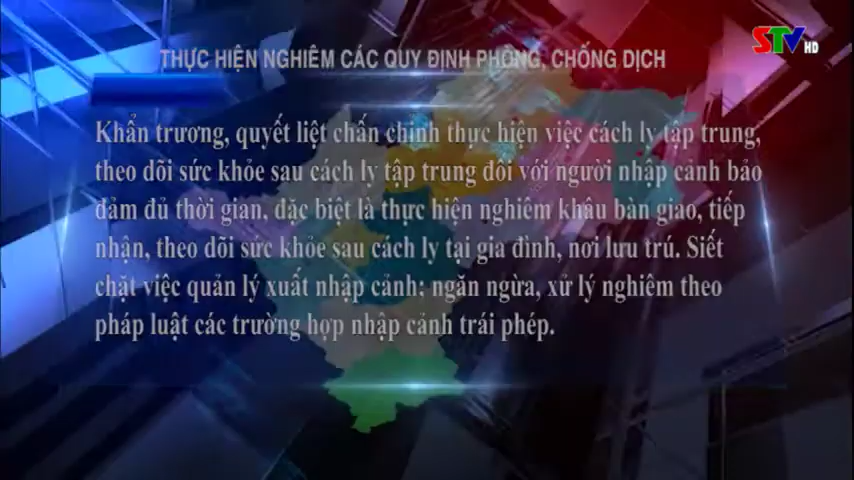 STV HD
THỰC HIỆN NGHIÊM CÁC QUY ĐỊNH PHÒNG, CHỐNG DỊCH
Khẩn trương, quyết liệt chấn chỉnh thực hiện việc cách ly tập trung,
theo dõi sức khỏe sau cách ly tập trung đối với người nhập cảnh bảo
đảm đủ thời gian, đặc biệt là thực hiện nghiêm khâu bàn giao, tiếp
nhận, theo dõi sức khỏe sau cách ly tại gia đình, nơi lưu trú. Siết
chặt việc quản lý xuất nhập cảnh; ngăn ngừa, xử lý nghiêm theo
pháp luật các trường hợp nhập cảnh trái phép.